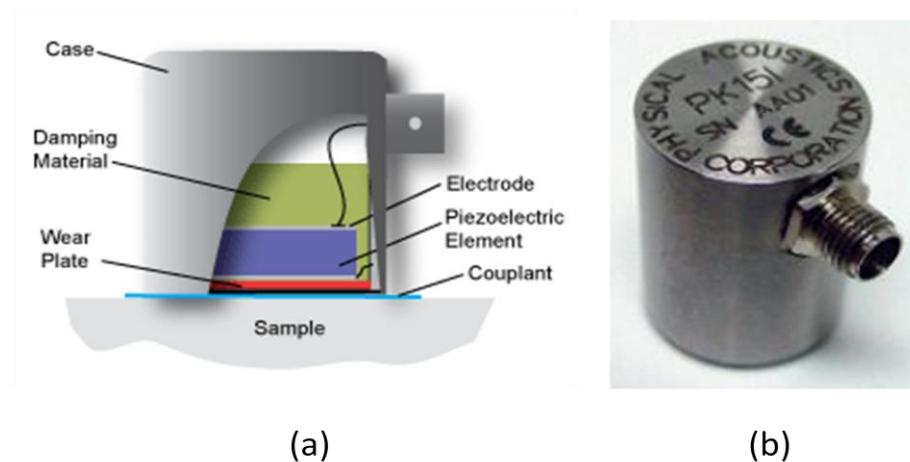 Case
Damping
Material
Wear
Plate
Electrode
Piezoelectric
Element
Couplant
Sample
PHYSICAL ACOUSTICS
CORPORATION
PK15I
SN AA01
CE
(a)
(b)